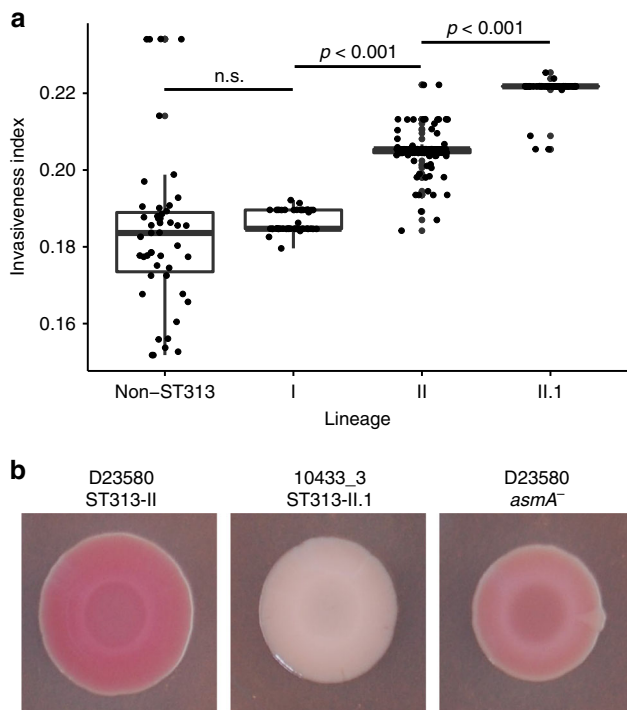 a
p < 0.001
p < 0.001
n.s.
0.22
0.20
0.18
0.16
Invasiveness index
Non–ST313 I II II.1
Lineage
b
D23580 10433_3 D23580
ST313-II ST313-II.1 asmA⁻